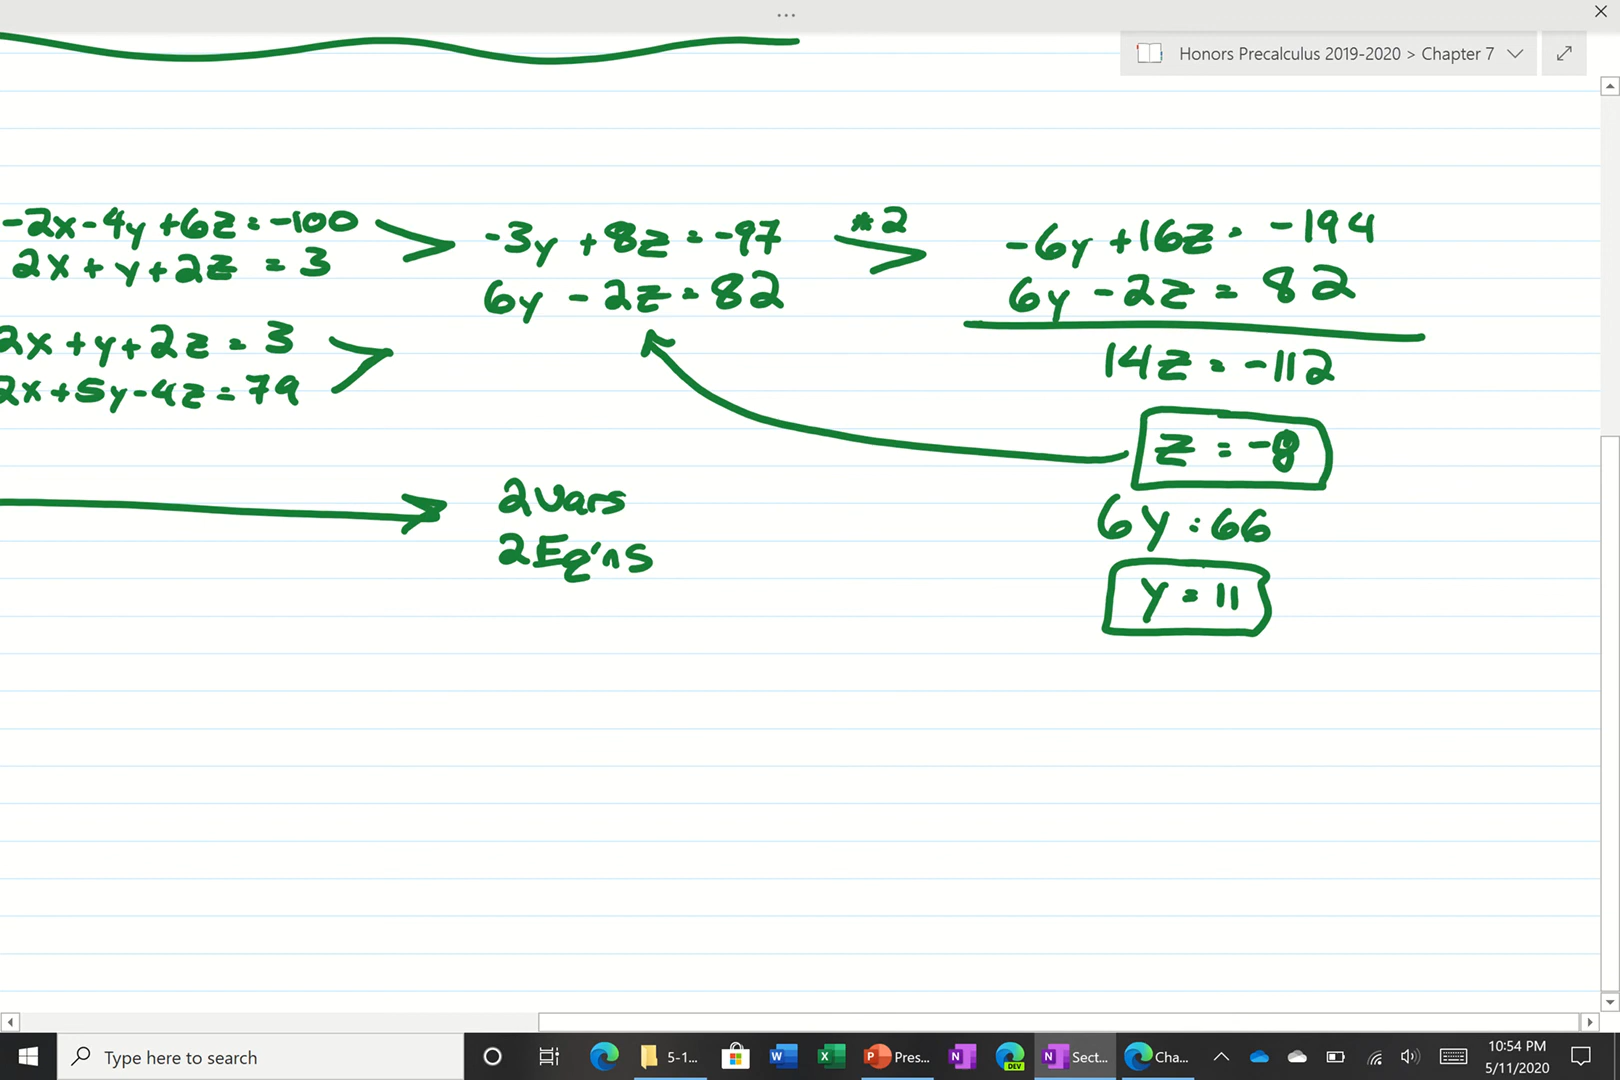 Honors Precalculus 2019-2020 > Chapter 7
-2x-4y+6z=-100
2x+y+2z=3
2x+y+2z=3
2x+5y-4z=79
-3y+8z=-97
6y-2z=82
*2
-6y+16z=-194
6y-2z=82
14z=-112
z=-8
6y=66
y=11
2 Vars
2 Eq'ns
Type here to search
5-1...
Pres...
Sect...
Cha...
10:54 PM
5/11/2020